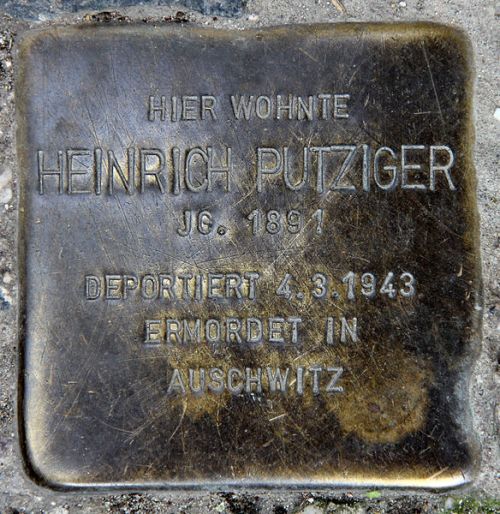 HIER WOHNTE
HEINRICH PUTZIGER
JG. 1891
DEPORTIERT 4.3.1943
ERMORDET IN
AUSCHWITZ